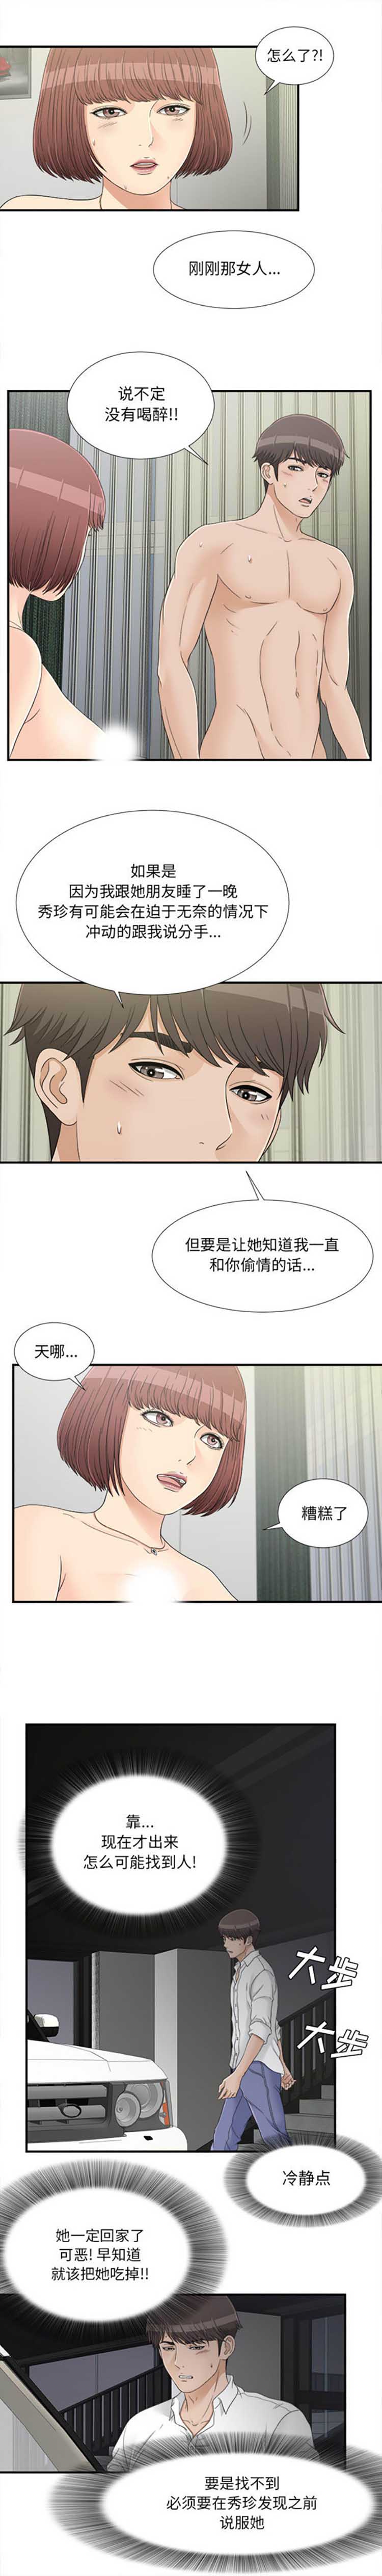 怎么了?!
刚刚那女人...
说不定
没有喝醉!!
如果是
因为我跟她朋友睡了一晚
秀珍有可能会在迫于无奈的情况下
冲动的跟我说分手...
但要是让她知道我一直
和你偷情的话...
天哪...
糟糕了
靠...
现在才出来
怎么可能找到人!
大步
大步
冷静点
她一定回家了
可恶! 早知道
就该把她吃掉!!
要是找不到
必须要在秀珍发现之前
说服她